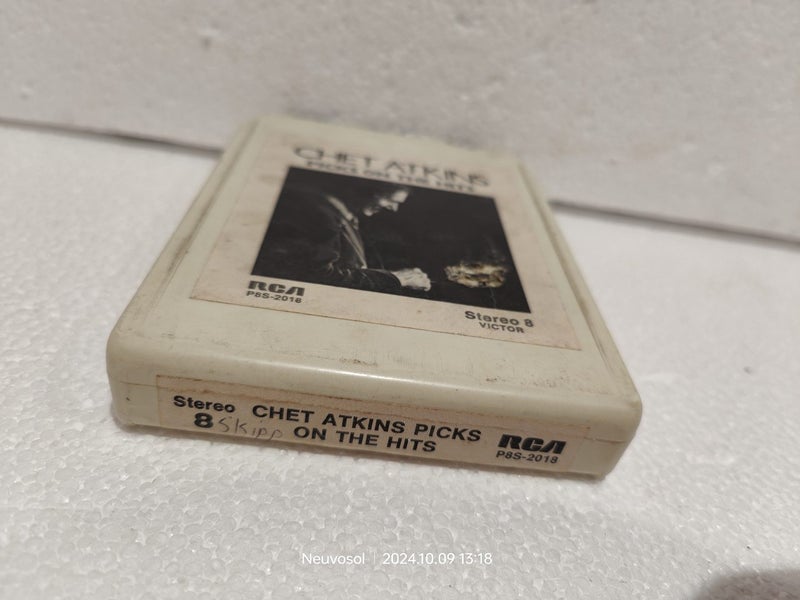 CHET ATKINS
PICKS ON THE HITS
RCA
P8S-2018
Stereo 8
VICTOR
Stereo
8
CHET ATKINS PICKS
ON THE HITS
RCA
P8S-2018
Neuvosol | 2024.10.09 13:18